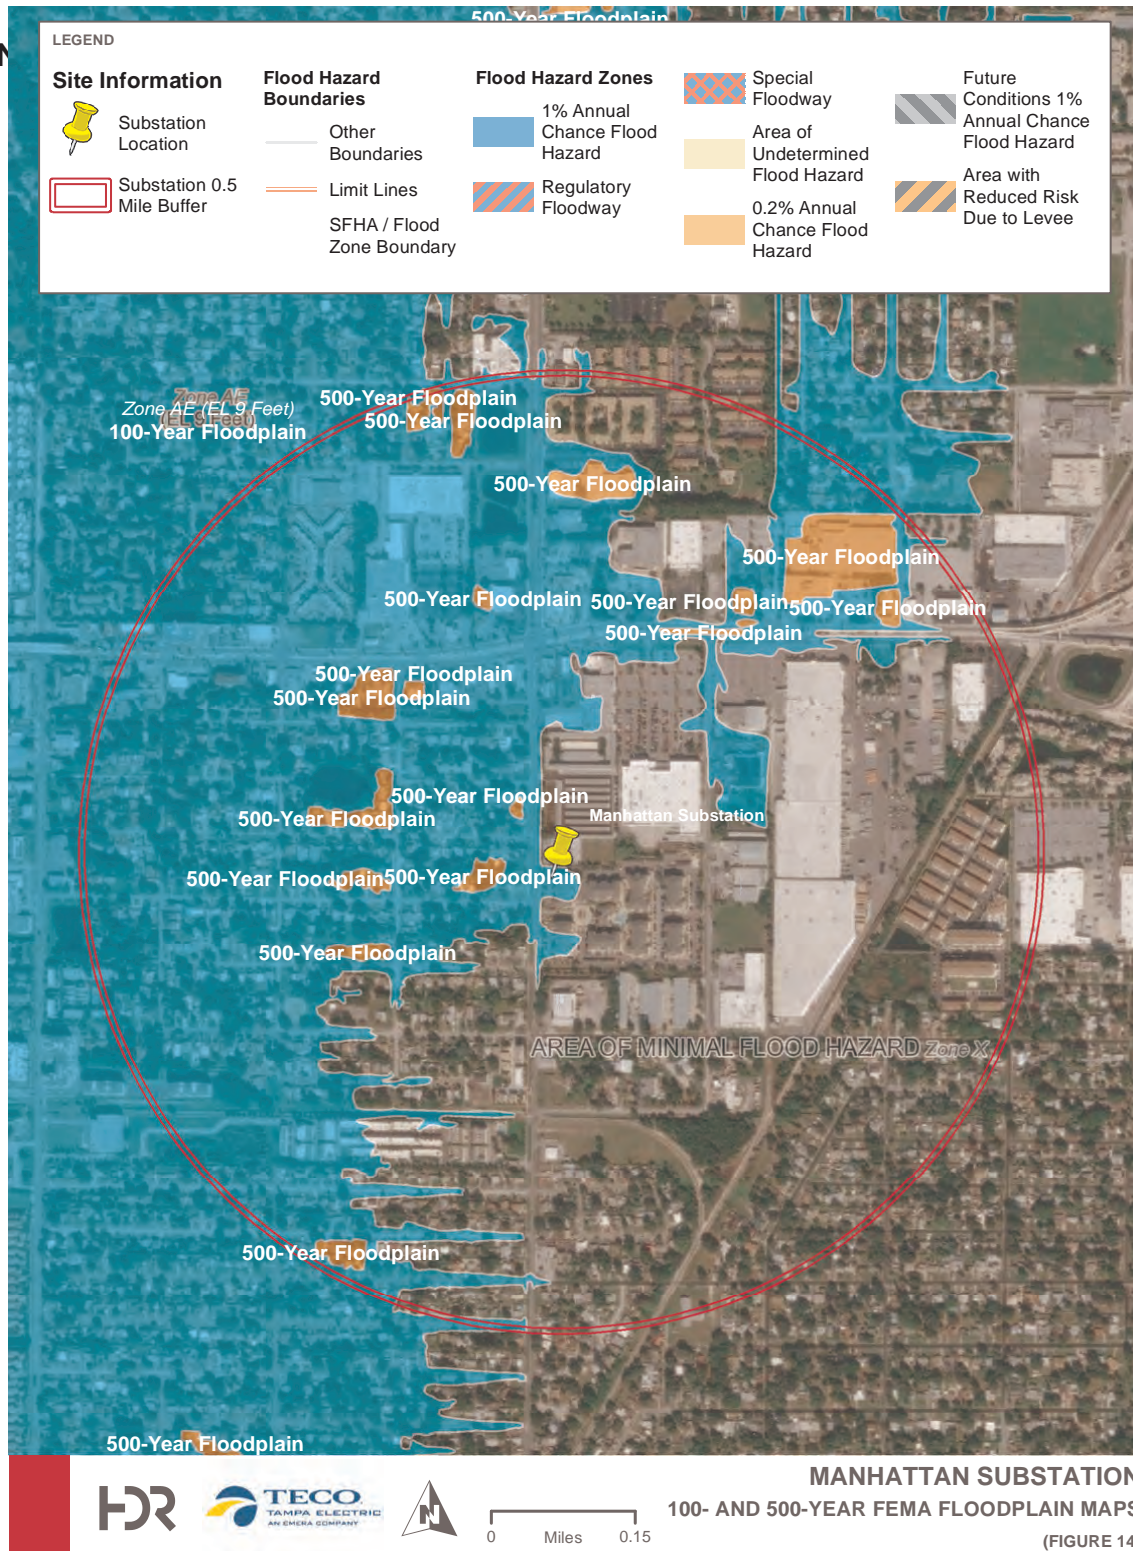 500-Year Floodplain
N
LEGEND
Site Information
Substation
Location
Substation 0.5
Mile Buffer
Flood Hazard
Boundaries
Other
Boundaries
Limit Lines
SFHA / Flood
Zone Boundary
Flood Hazard Zones
1% Annual
Chance Flood
Hazard
Regulatory
Floodway
Special
Floodway
Area of
Undetermined
Flood Hazard
0.2% Annual
Chance Flood
Hazard
Future
Conditions 1%
Annual Chance
Flood Hazard
Area with
Reduced Risk
Due to Levee
Zone AE
(EL 9 Feet)
Zone AE (EL 9 Feet)
100-Year Floodplain
500-Year Floodplain
500-Year Floodplain
500-Year Floodplain
500-Year Floodplain
500-Year Floodplain
500-Year Floodplain
500-Year Floodplain
500-Year Floodplain
500-Year Floodplain
500-Year Floodplain
500-Year Floodplain
500-Year Floodplain
Manhattan Substation
500-Year Floodplain
500-Year Floodplain
500-Year Floodplain
AREA OF MINIMAL FLOOD HAZARD Zone X
500-Year Floodplain
500-Year Floodplain
HDR
TECO.
TAMPA ELECTRIC
AN EMERA COMPANY
N
0 Miles 0.15
MANHATTAN SUBSTATION
100- AND 500-YEAR FEMA FLOODPLAIN MAPS
(FIGURE 14